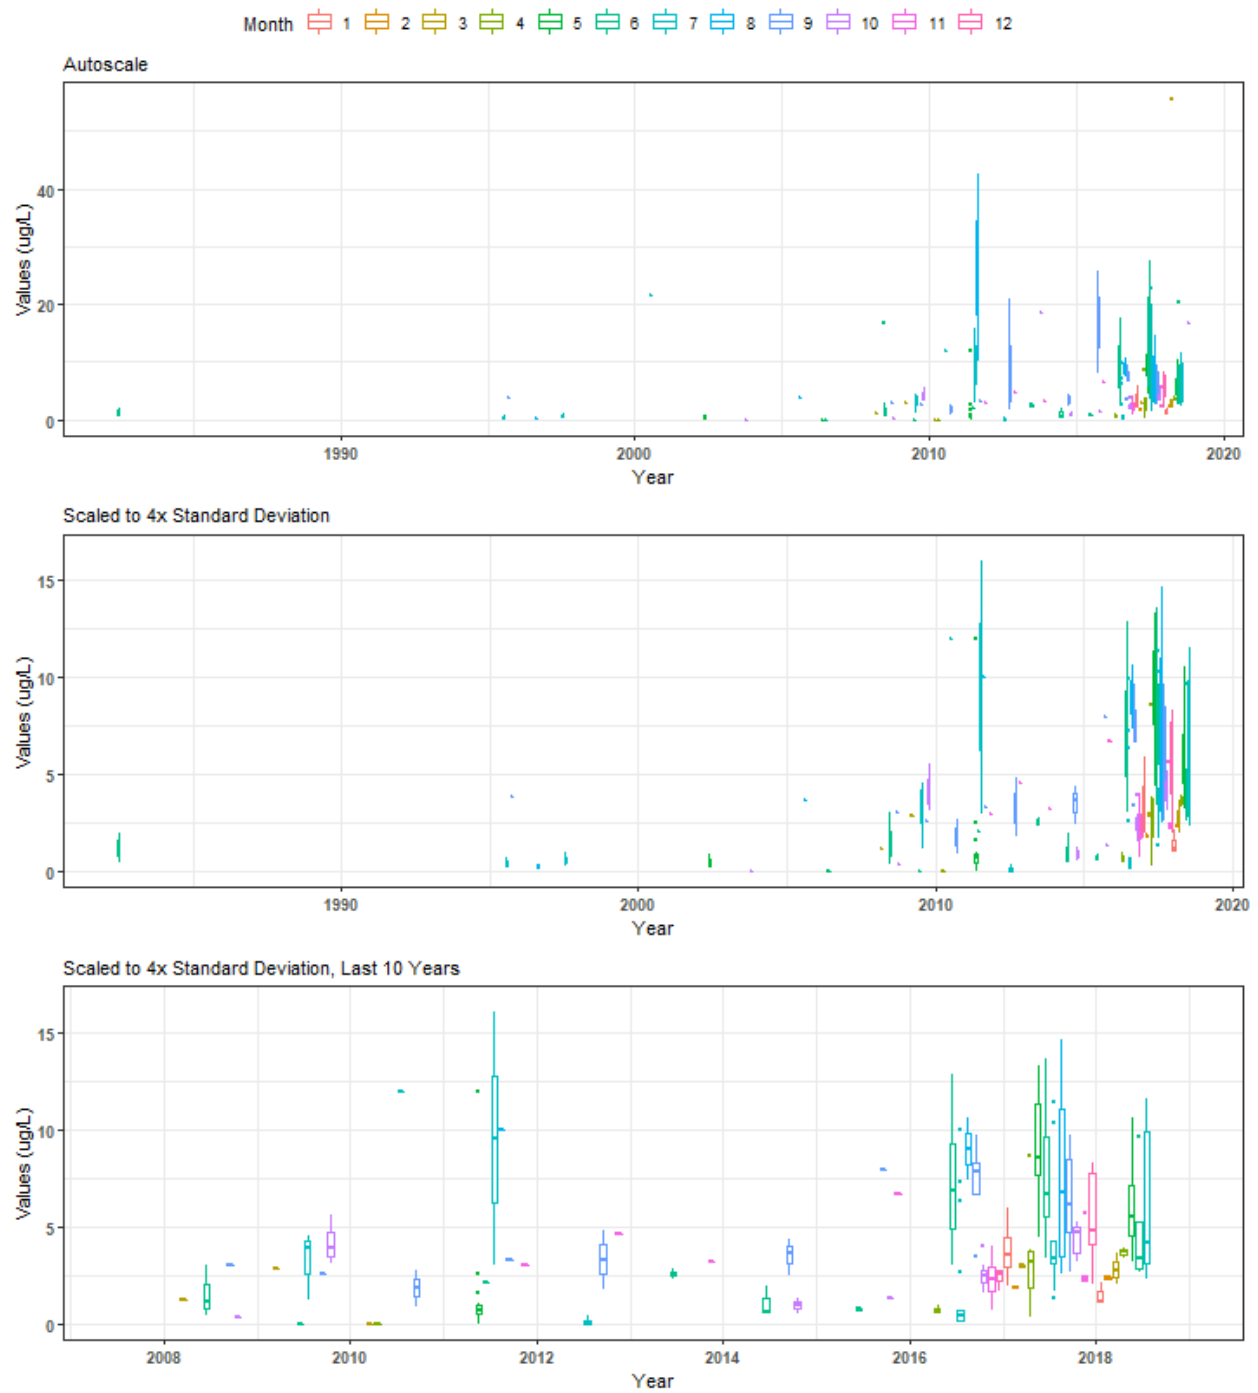 Month 1 2 3 4 5 6 7 8 9 10 11 12
Autoscale
40
20
0
Values (ug/L)
1990 2000 2010 2020
Year
Scaled to 4x Standard Deviation
15
10
5
0
Values (ug/L)
1990 2000 2010 2020
Year
Scaled to 4x Standard Deviation, Last 10 Years
15
10
5
0
Values (ug/L)
2008 2010 2012 2014 2016 2018
Year